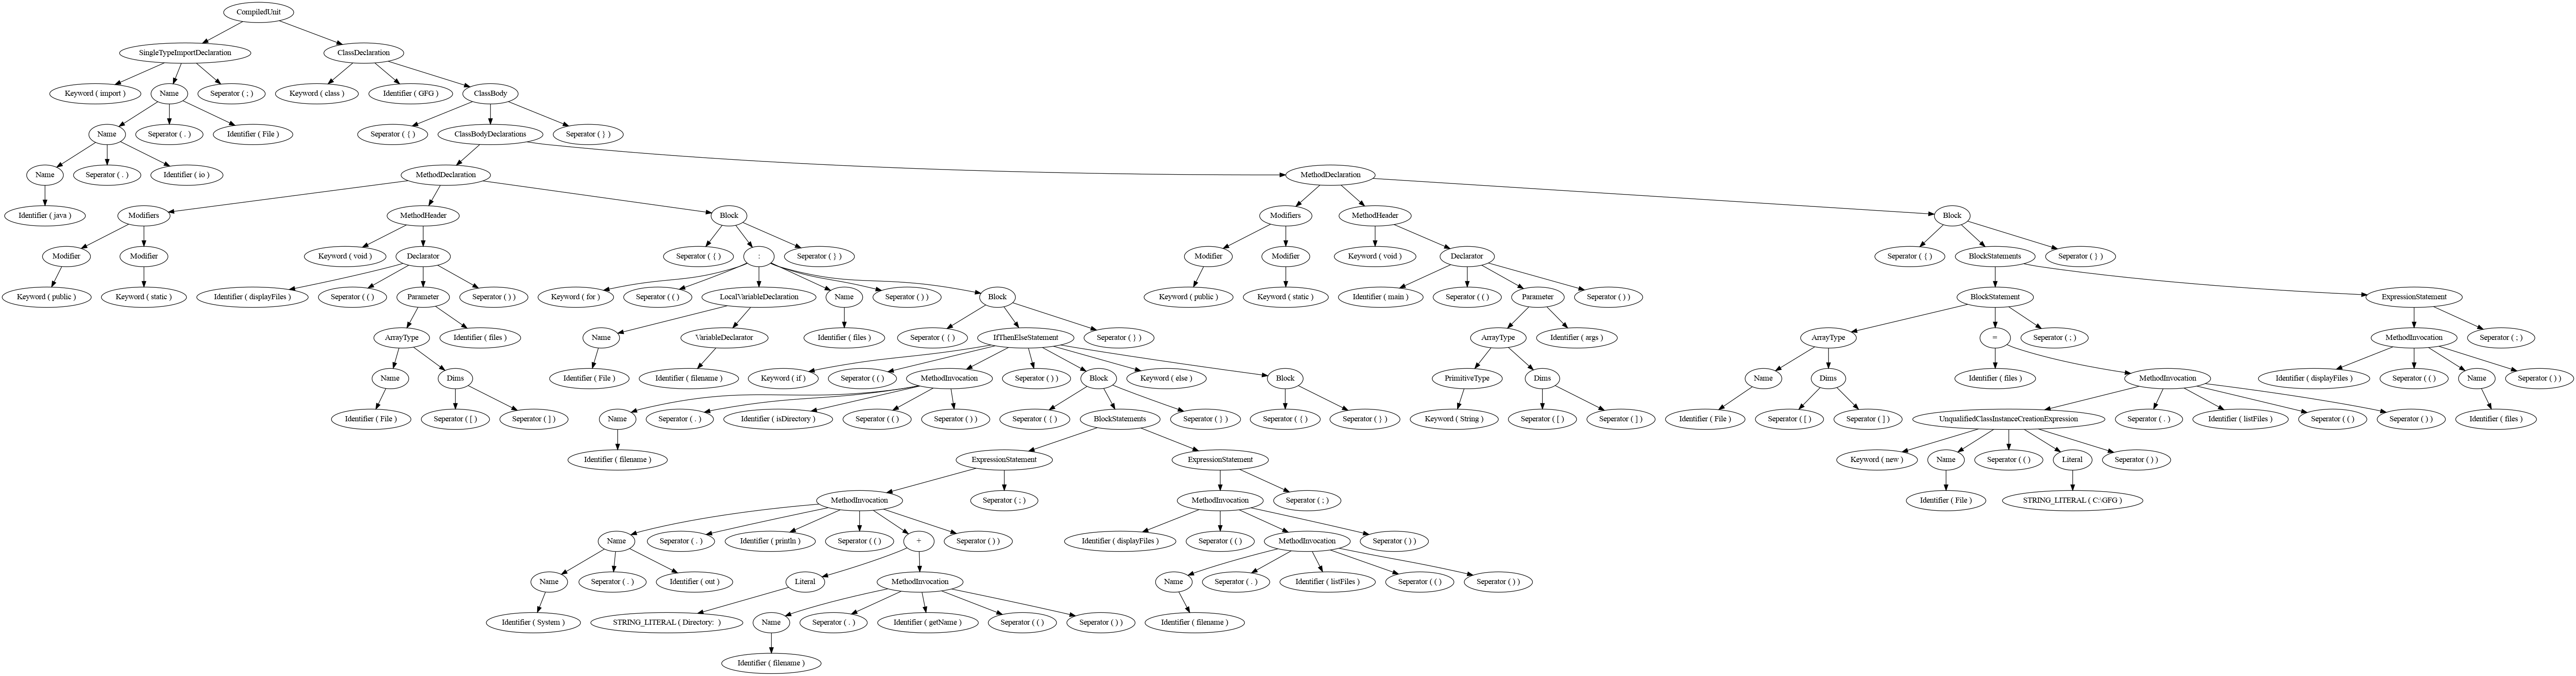 CompiledUnit
SingleTypeImportDeclaration ClassDeclaration
Keyword ( import ) Name Seperator ( ; ) Keyword ( class ) Identifier ( GFG ) ClassBody
Name Seperator ( . ) Identifier ( File ) Seperator ( { ) ClassBodyDeclarations Seperator ( } )
Name Seperator ( . ) Identifier ( io ) MethodDeclaration MethodDeclaration
Identifier ( java ) Modifiers MethodHeader Block Modifiers MethodHeader Block
Modifier Modifier Keyword ( void ) Declarator Seperator ( { ) : Seperator ( } ) Modifier Modifier Keyword ( void ) Declarator Seperator ( { ) BlockStatements Seperator ( } )
Keyword ( public ) Keyword ( static ) Identifier ( displayFiles ) Seperator ( ( ) Parameter Seperator ( ) ) Keyword ( for ) Seperator ( ( ) LocalVariableDeclaration Name Seperator ( ) ) Block Keyword ( public ) Keyword ( static ) Identifier ( main ) Seperator ( ( ) Parameter Seperator ( ) ) BlockStatement ExpressionStatement
ArrayType Identifier ( files ) Name VariableDeclarator Identifier ( files ) Seperator ( { ) IfThenElseStatement Seperator ( } ) ArrayType Identifier ( args ) ArrayType = Seperator ( ; ) MethodInvocation Seperator ( ; )
Name Dims Identifier ( File ) Identifier ( filename ) Keyword ( if ) Seperator ( ( ) MethodInvocation Seperator ( ) ) Block Keyword ( else ) Block PrimitiveType Dims Name Dims Identifier ( files ) MethodInvocation Identifier ( displayFiles ) Seperator ( ( ) Name Seperator ( ) )
Identifier ( File ) Seperator ( [ ) Seperator ( ] ) Name Seperator ( . ) Identifier ( isDirectory ) Seperator ( ( ) Seperator ( ) ) Seperator ( { ) BlockStatements Seperator ( } ) Seperator ( { ) Seperator ( } ) Keyword ( String ) Seperator ( [ ) Seperator ( ] ) Identifier ( File ) Seperator ( [ ) Seperator ( ] ) UnqualifiedClassInstanceCreationExpression Seperator ( . ) Identifier ( listFiles ) Seperator ( ( ) Seperator ( ) ) Identifier ( files )
Identifier ( filename ) ExpressionStatement ExpressionStatement Keyword ( new ) Name Seperator ( ( ) Literal Seperator ( ) )
MethodInvocation Seperator ( ; ) MethodInvocation Seperator ( ; ) Identifier ( File ) STRING_LITERAL ( C:\GFG )
Name Seperator ( . ) Identifier ( println ) Seperator ( ( ) + Seperator ( ) ) Identifier ( displayFiles ) Seperator ( ( ) MethodInvocation Seperator ( ) )
Name Seperator ( . ) Identifier ( out ) Literal MethodInvocation Name Seperator ( . ) Identifier ( listFiles ) Seperator ( ( ) Seperator ( ) )
Identifier ( System ) STRING_LITERAL ( Directory: ) Name Seperator ( . ) Identifier ( getName ) Seperator ( ( ) Seperator ( ) ) Identifier ( filename )
Identifier ( filename )